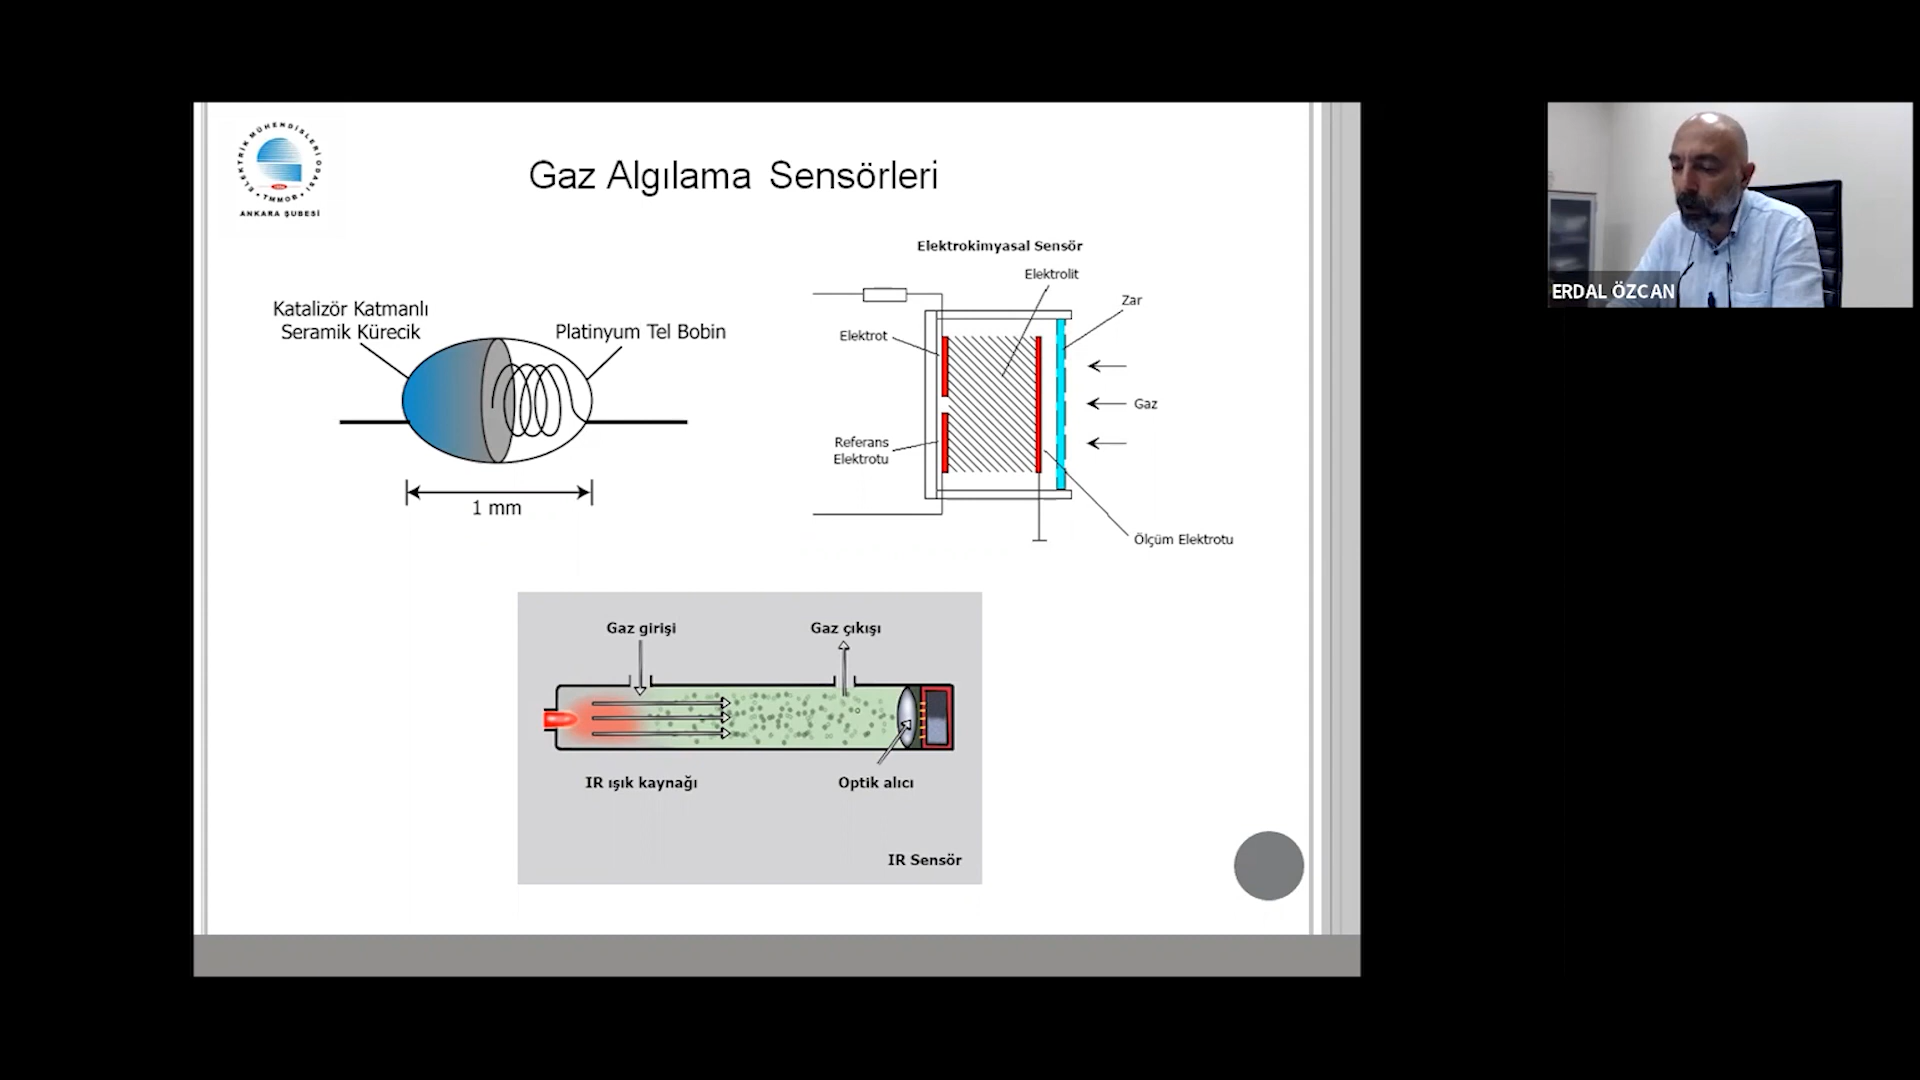 ELEKTRİK MÜHENDİSLERİ ODASI
TMMOB
ANKARA ŞUBESİ
Gaz Algılama Sensörleri
Katalizör Katmanlı
Seramik Kürecik
Platinyum Tel Bobin
1 mm
Elektrokimyasal Sensör
Elektrolit
Zar
Elektrot
Gaz
Referans
Elektrotu
Ölçüm Elektrotu
Gaz girişi
Gaz çıkışı
IR ışık kaynağı
Optik alıcı
IR Sensör
ERDAL ÖZCAN